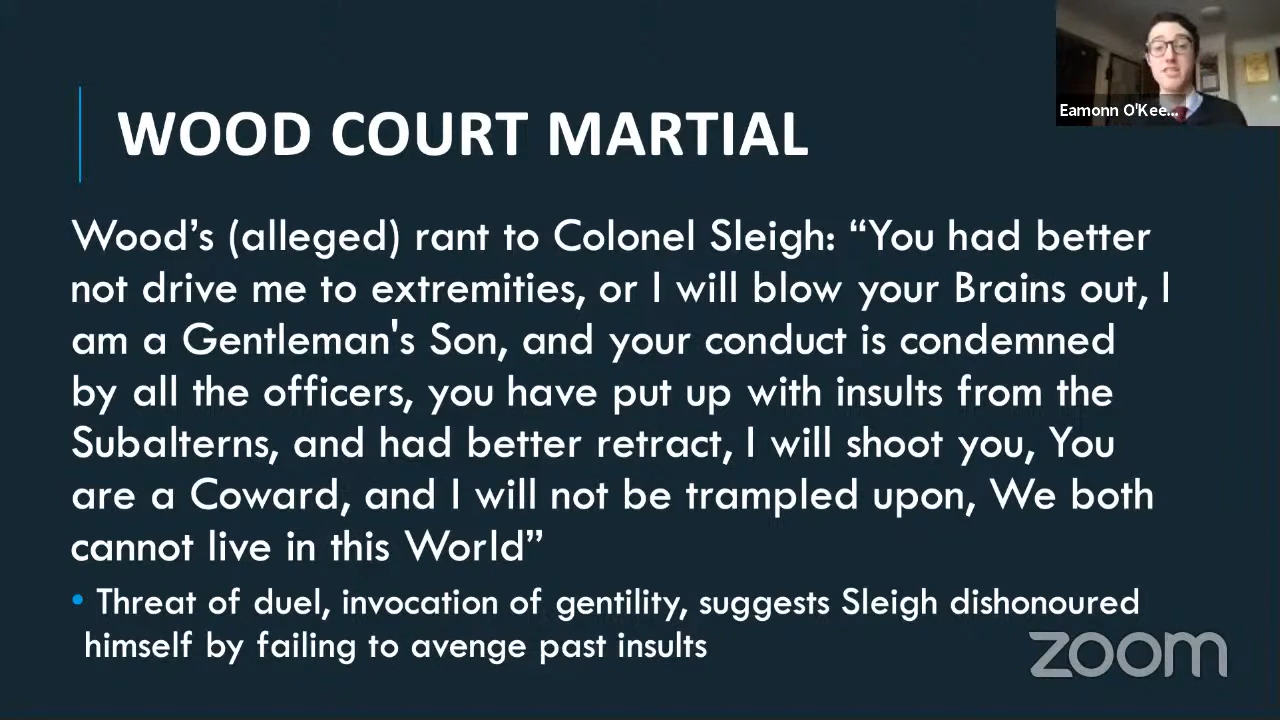 Eamonn O'Kee...
WOOD COURT MARTIAL
Wood’s (alleged) rant to Colonel Sleigh: “You had better
not drive me to extremities, or I will blow your Brains out, I
am a Gentleman's Son, and your conduct is condemned
by all the officers, you have put up with insults from the
Subalterns, and had better retract, I will shoot you, You
are a Coward, and I will not be trampled upon, We both
cannot live in this World”
• Threat of duel, invocation of gentility, suggests Sleigh dishonoured
himself by failing to avenge past insults
zoom